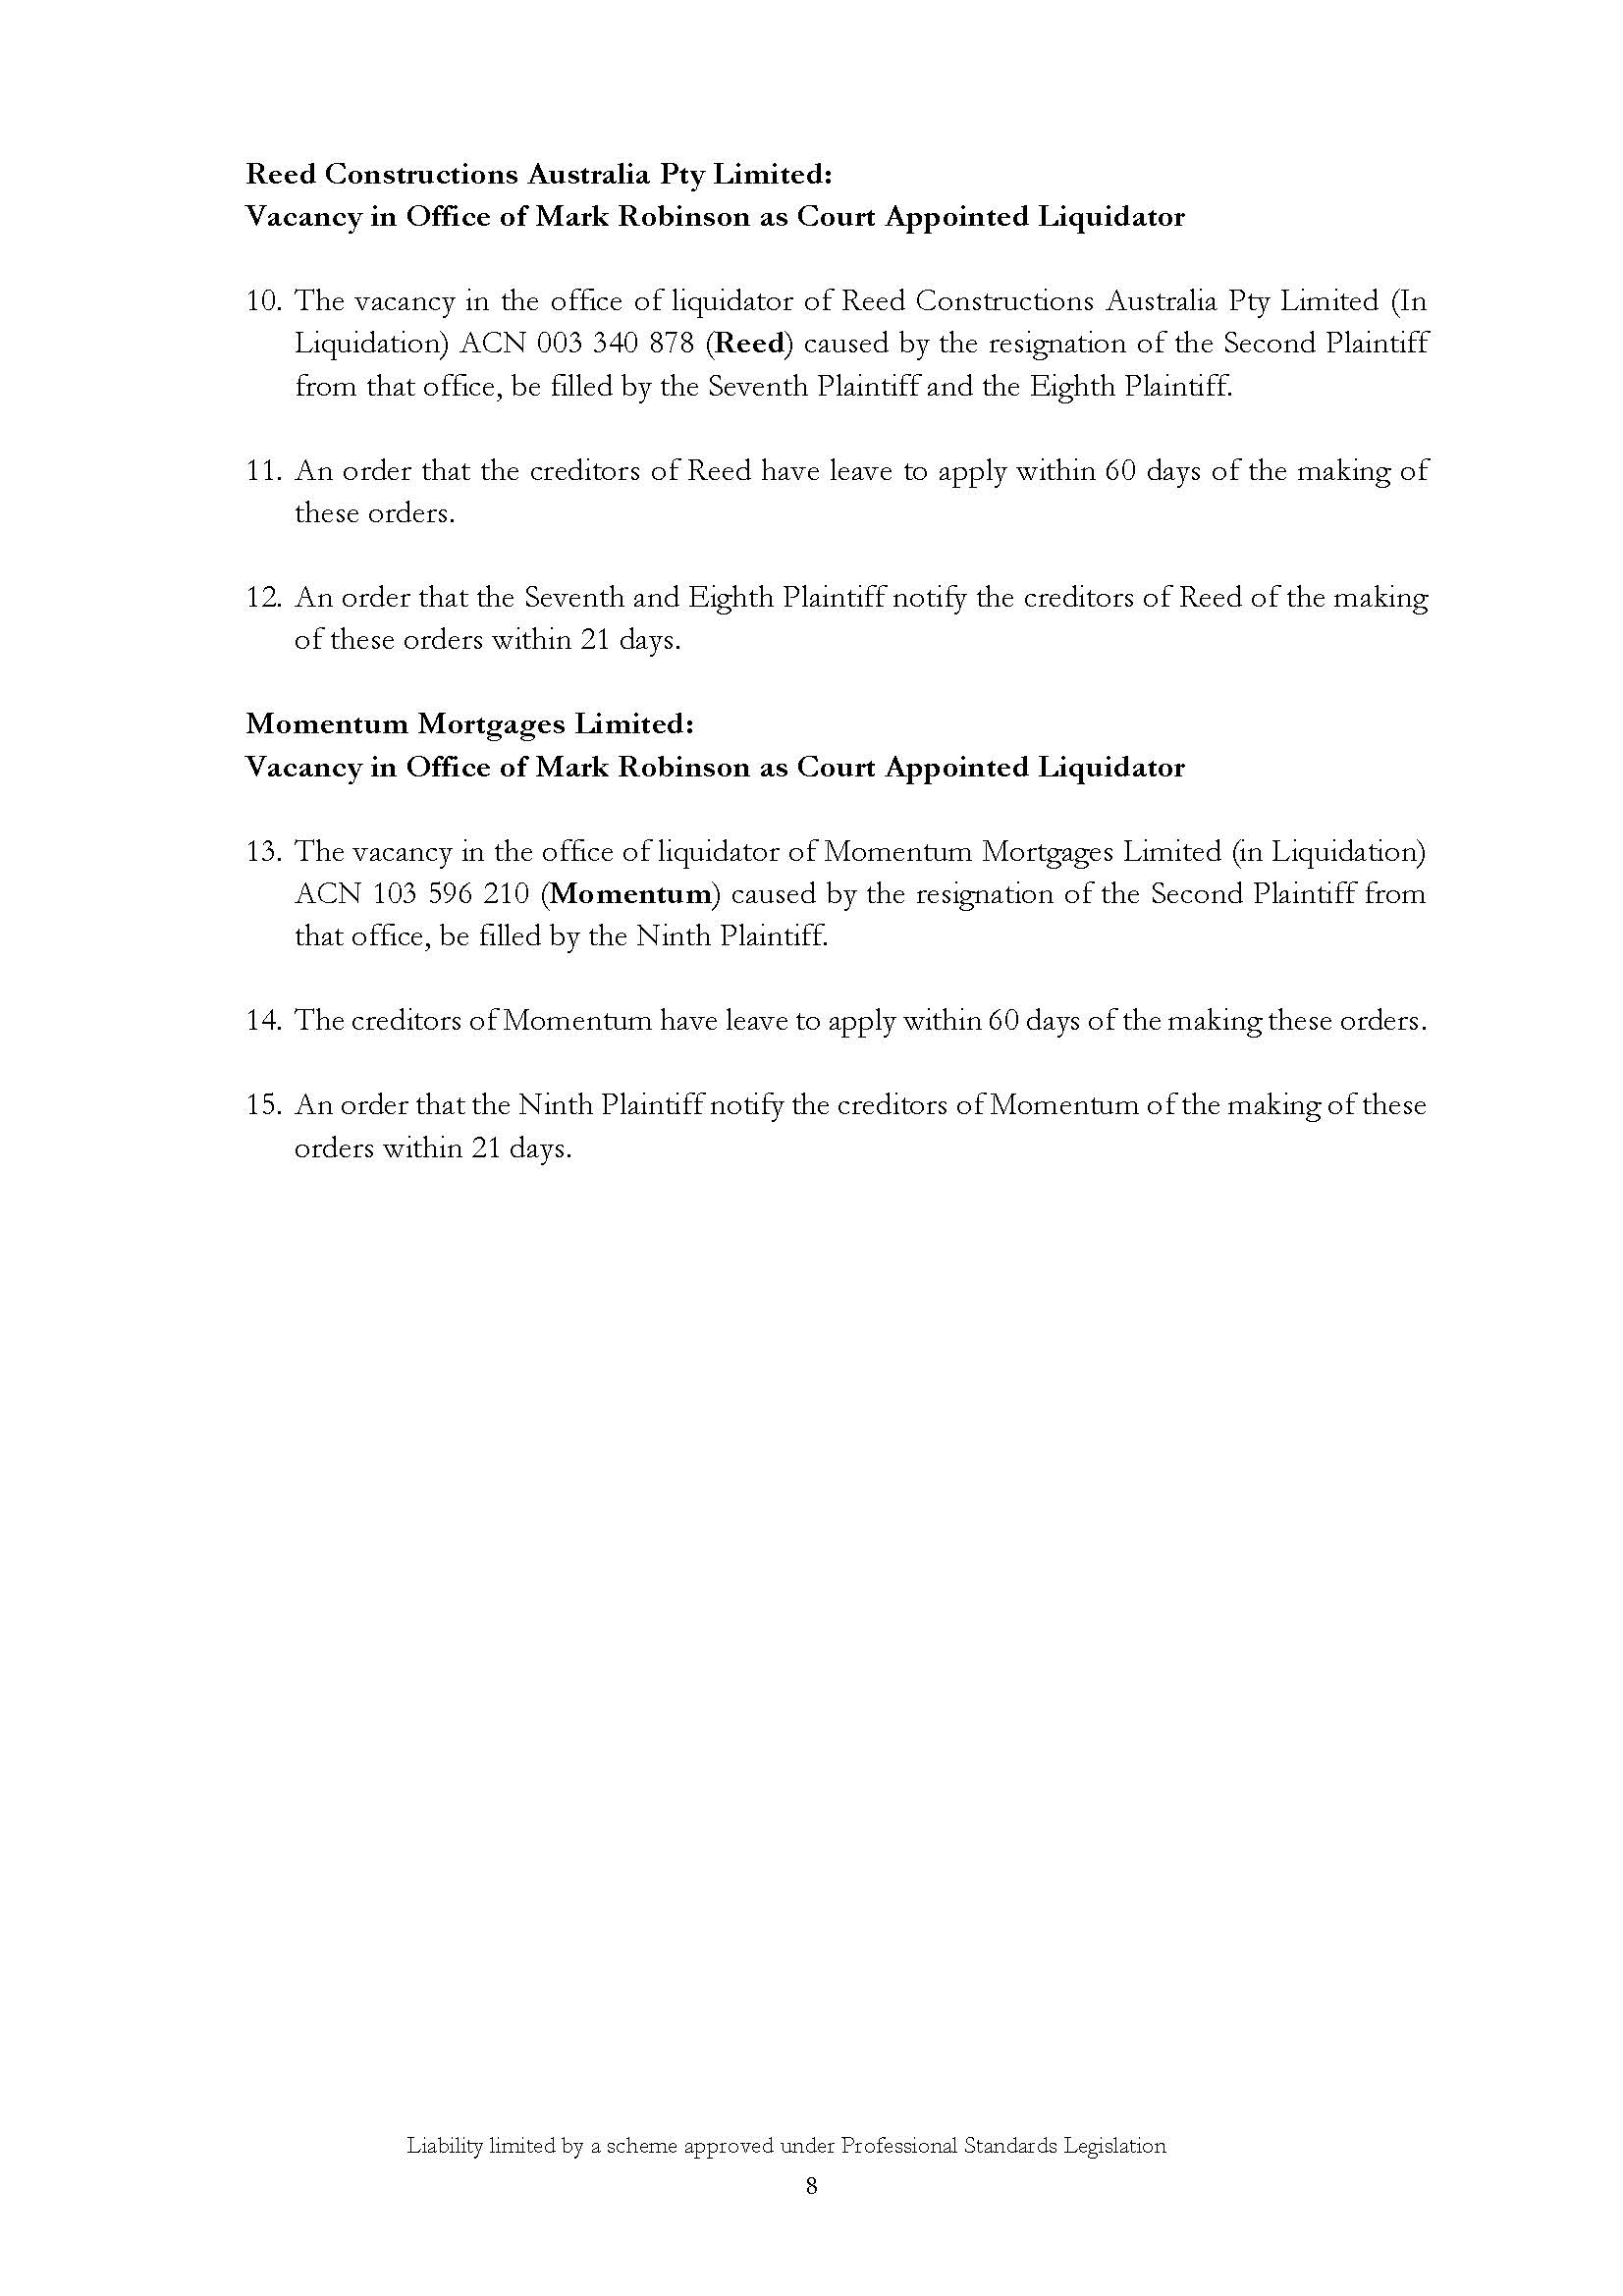 Reed Constructions Australia Pty Limited:
Vacancy in Office of Mark Robinson as Court Appointed Liquidator
10. The vacancy in the office of liquidator of Reed Constructions Australia Pty Limited (In
Liquidation) ACN 003 340 878 (Reed) caused by the resignation of the Second Plaintiff
from that office, be filled by the Seventh Plaintiff and the Eighth Plaintiff.
11. An order that the creditors of Reed have leave to apply within 60 days of the making of
these orders.
12. An order that the Seventh and Eighth Plaintiff notify the creditors of Reed of the making
of these orders within 21 days.
Momentum Mortgages Limited:
Vacancy in Office of Mark Robinson as Court Appointed Liquidator
13. The vacancy in the office of liquidator of Momentum Mortgages Limited (in Liquidation)
ACN 103 596 210 (Momentum) caused by the resignation of the Second Plaintiff from
that office, be filled by the Ninth Plaintiff.
14. The creditors of Momentum have leave to apply within 60 days of the making these orders.
15. An order that the Ninth Plaintiff notify the creditors of Momentum of the making of these
orders within 21 days.
Liability limited by a scheme approved under Professional Standards Legislation
8